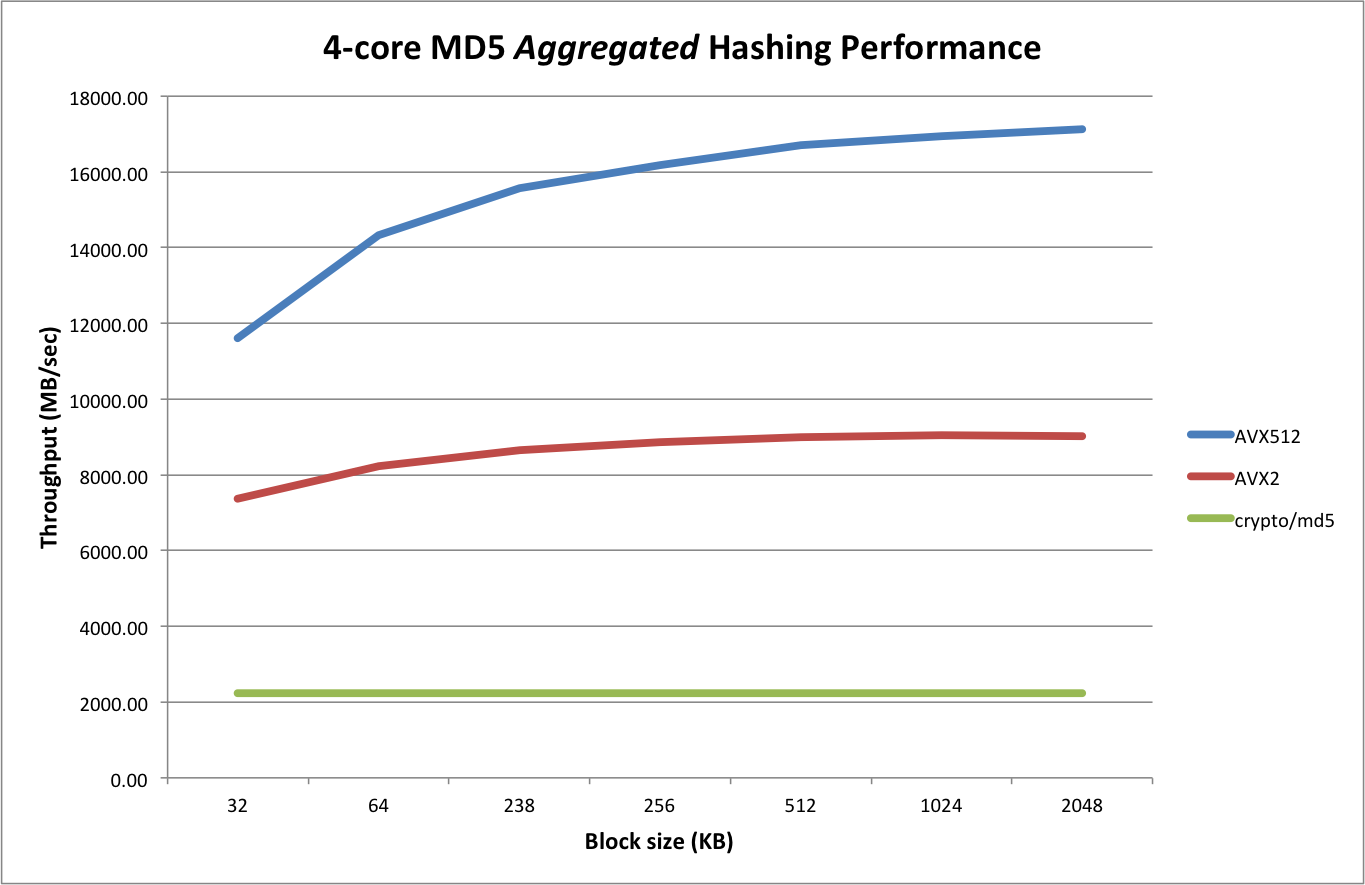 4-core MD5 Aggregated Hashing Performance
18000.00
16000.00
14000.00
12000.00
10000.00
8000.00
6000.00
4000.00
2000.00
0.00
Throughput (MB/sec)
32 64 238 256 512 1024 2048
Block size (KB)
AVX512
AVX2
crypto/md5